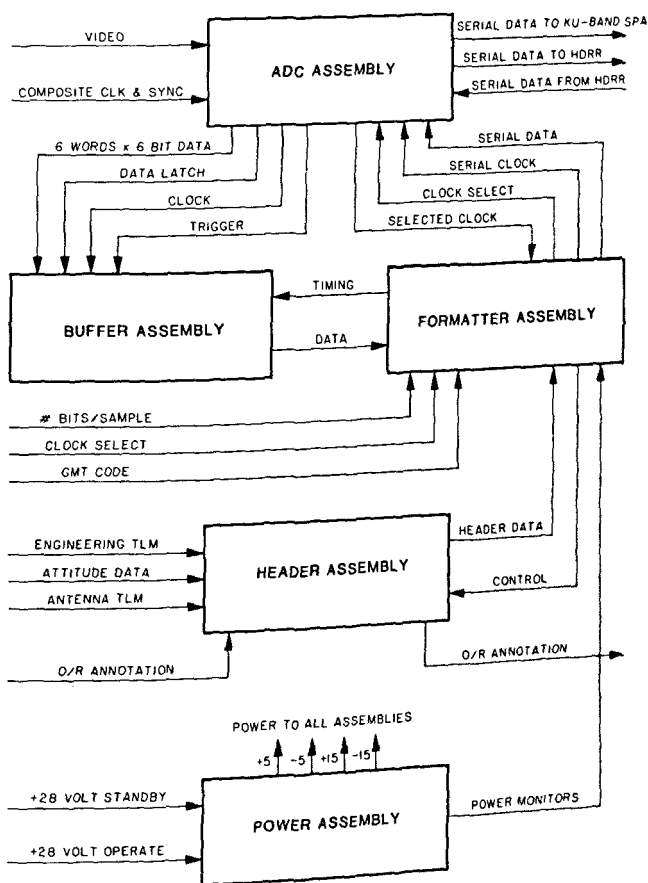 VIDEO
COMPOSITE CLK & SYNC
ADC ASSEMBLY
SERIAL DATA TO KU-BAND SPA
SERIAL DATA TO HDRR
SERIAL DATA FROM HDRR
6 WORDS x 6 BIT DATA
DATA LATCH
CLOCK
TRIGGER
SERIAL DATA
SERIAL CLOCK
CLOCK SELECT
SELECTED CLOCK
BUFFER ASSEMBLY
TIMING
DATA
FORMATTER ASSEMBLY
# BITS/SAMPLE
CLOCK SELECT
GMT CODE
ENGINEERING TLM
ATTITUDE DATA
ANTENNA TLM
O/R ANNOTATION
HEADER ASSEMBLY
HEADER DATA
CONTROL
O/R ANNOTATION
POWER TO ALL ASSEMBLIES
+5 -5 +15 -15
+28 VOLT STANDBY
+28 VOLT OPERATE
POWER ASSEMBLY
POWER MONITORS